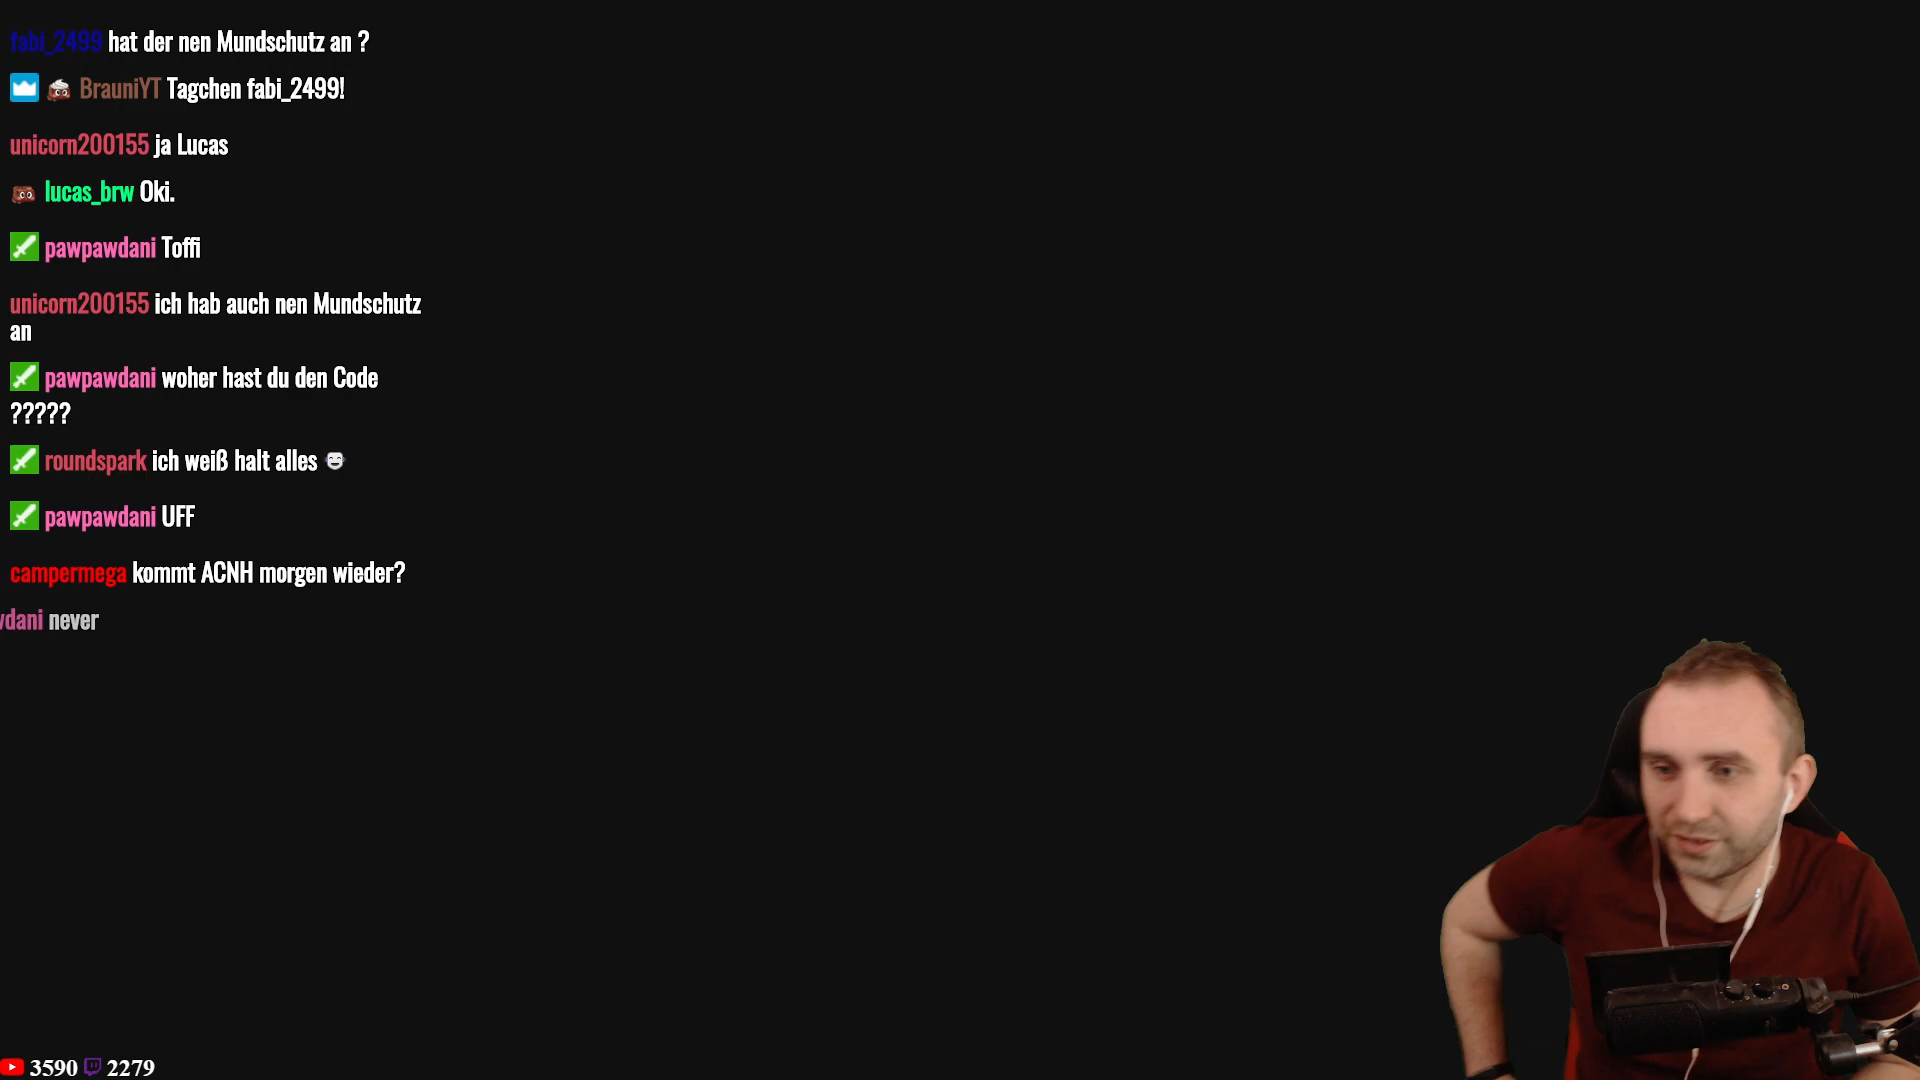 fabi_2499 hat der nen Mundschutz an ?
BrauniYT Tagchen fabi_2499!
unicorn200155 ja Lucas
lucas_brw Oki.
pawpawdani Toffi
unicorn200155 ich hab auch nen Mundschutz
an
pawpawdani woher hast du den Code
?????
roundspark ich weiß halt alles
pawpawdani UFF
campermega kommt ACNH morgen wieder?
dani never
3590 2279